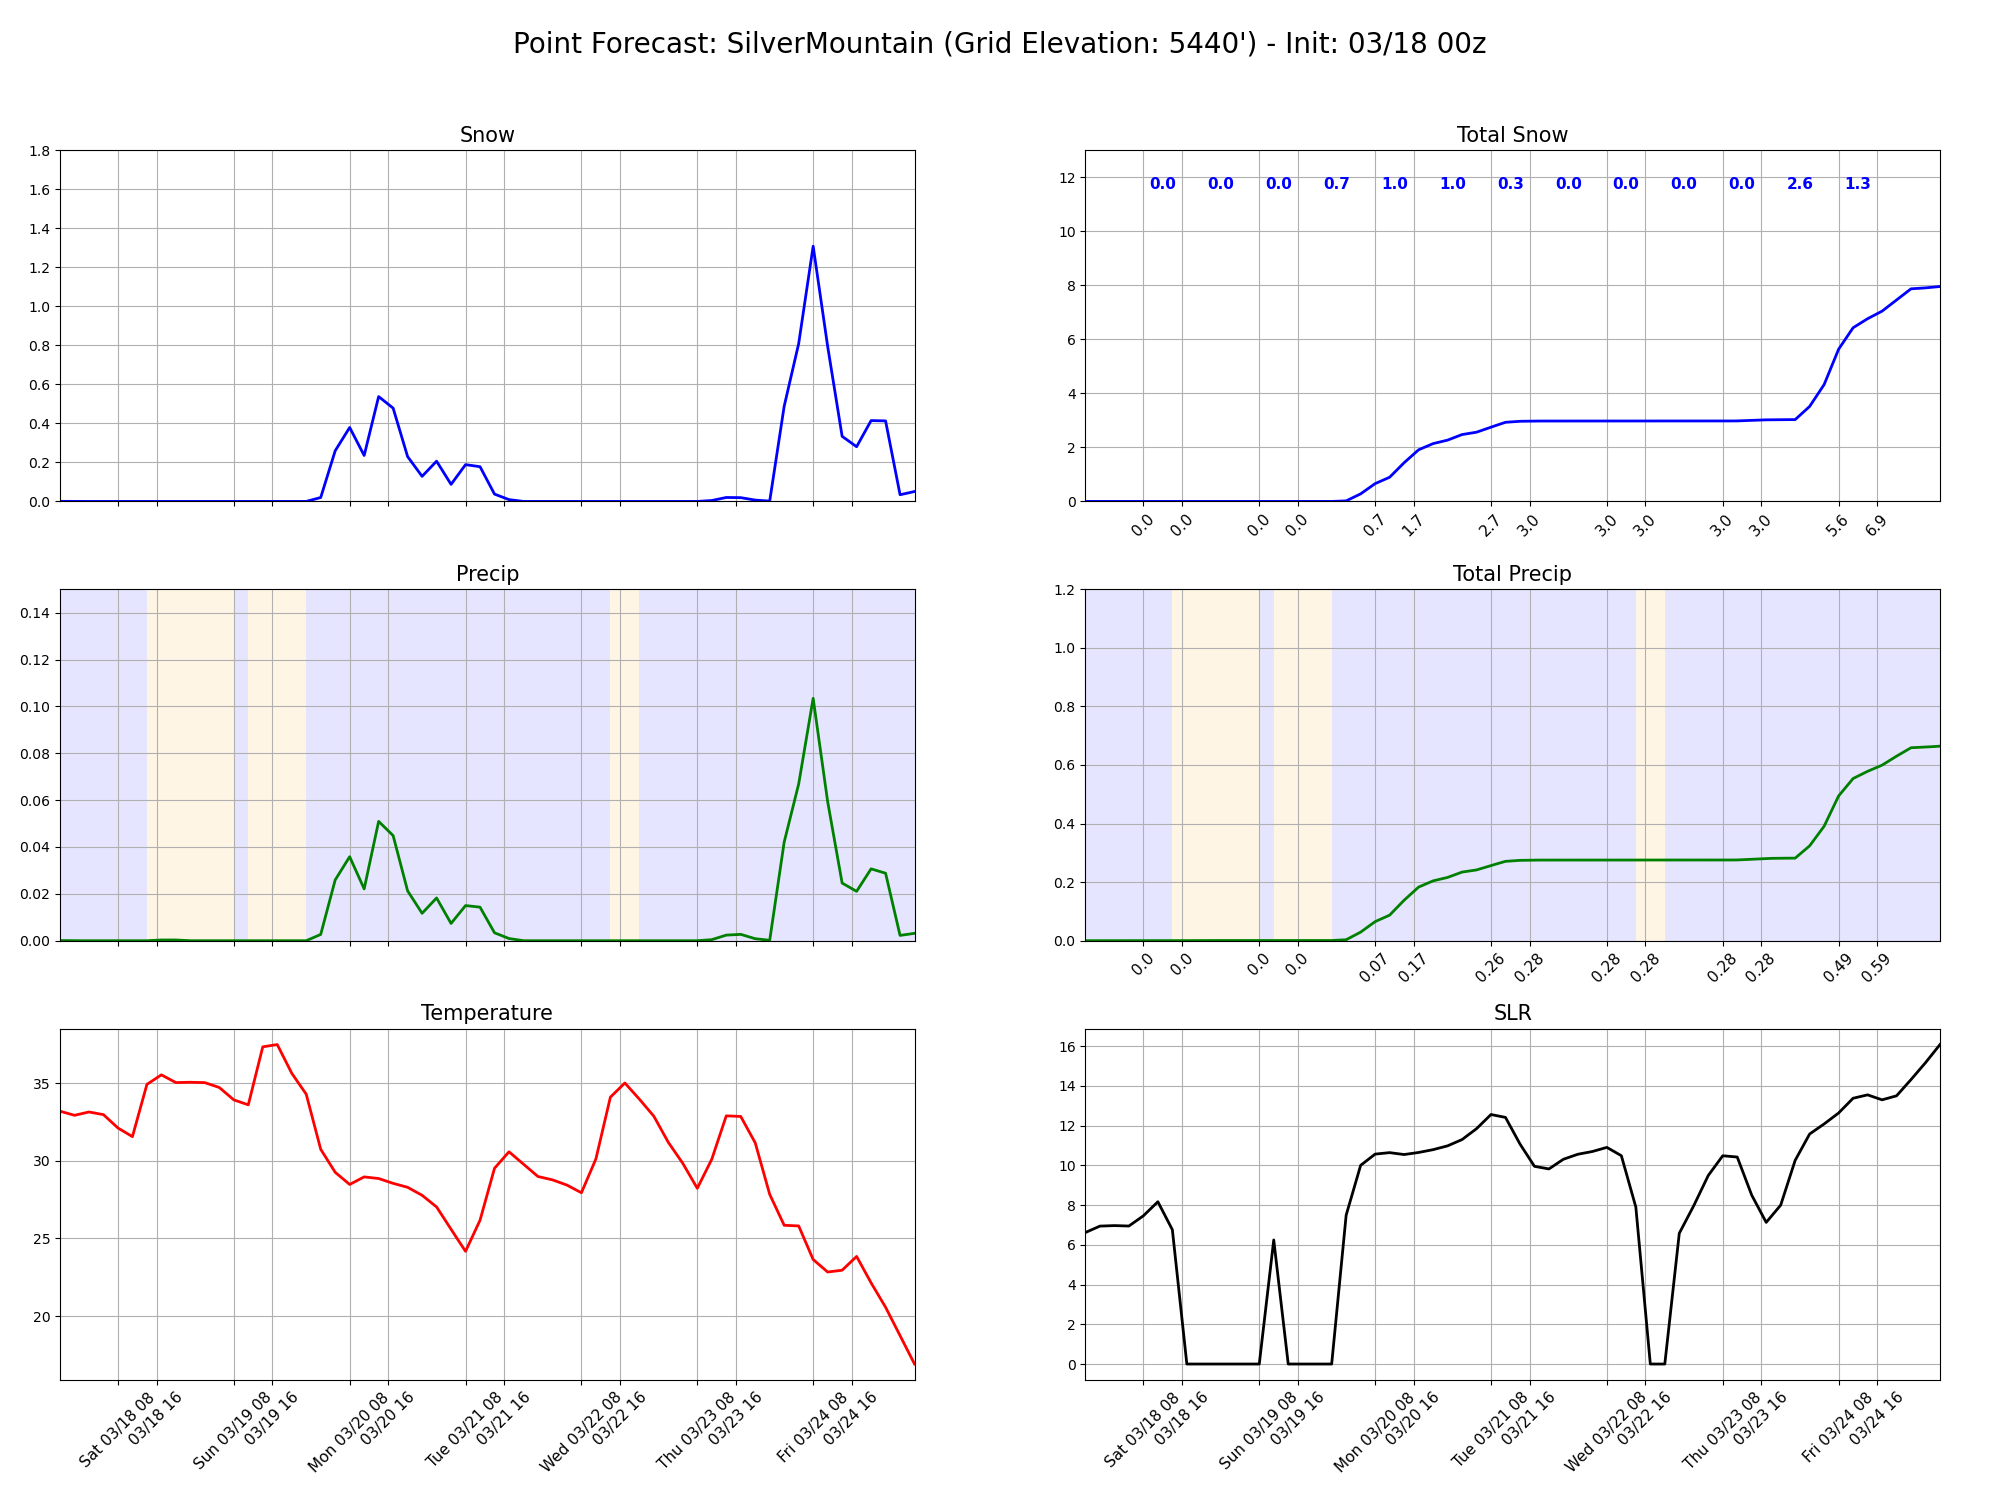 Point Forecast: SilverMountain (Grid Elevation: 5440') - Init: 03/18 00z
Snow
1.8
1.6
1.4
1.2
1.0
0.8
0.6
0.4
0.2
0.0
Total Snow
12
10
8
6
4
2
0
0.0 0.0 0.0 0.7 1.0 1.0 0.3 0.0 0.0 0.0 0.0 2.6 1.3
0.0 0.0 0.0 0.0 0.7 1.7 2.7 3.0 3.0 3.0 3.0 3.0 5.6 6.9
Precip
0.14
0.12
0.10
0.08
0.06
0.04
0.02
0.00
Total Precip
1.2
1.0
0.8
0.6
0.4
0.2
0.0
0.0 0.0 0.0 0.0 0.07 0.17 0.26 0.28 0.28 0.28 0.28 0.28 0.49 0.59
Temperature
35
30
25
20
Sat 03/18 08
03/18 16
Sun 03/19 08
03/19 16
Mon 03/20 08
03/20 16
Tue 03/21 08
03/21 16
Wed 03/22 08
03/22 16
Thu 03/23 08
03/23 16
Fri 03/24 08
03/24 16
SLR
16
14
12
10
8
6
4
2
0
Sat 03/18 08
03/18 16
Sun 03/19 08
03/19 16
Mon 03/20 08
03/20 16
Tue 03/21 08
03/21 16
Wed 03/22 08
03/22 16
Thu 03/23 08
03/23 16
Fri 03/24 08
03/24 16